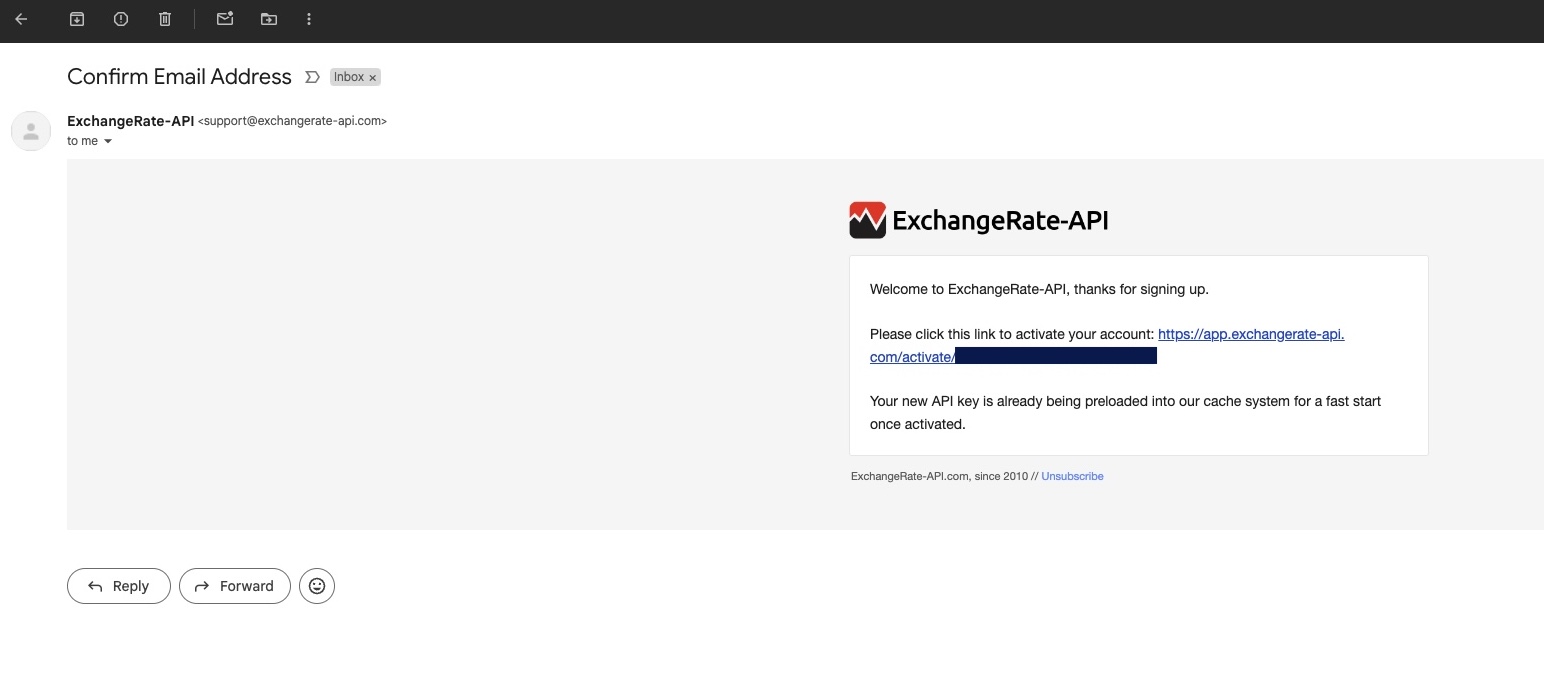 Confirm Email Address Inbox ×
ExchangeRate-API <support@exchangerate-api.com>
to me
ExchangeRate-API
Welcome to ExchangeRate-API, thanks for signing up.
Please click this link to activate your account: https://app.exchangerate-api.
com/activate/
Your new API key is already being preloaded into our cache system for a fast start
once activated.
ExchangeRate-API.com, since 2010 // Unsubscribe
Reply Forward